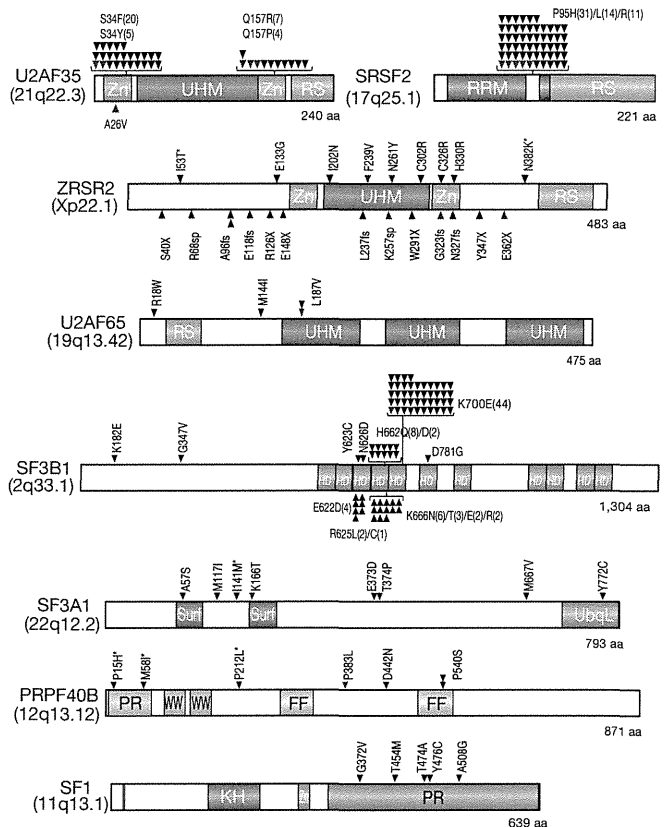 S34F(20)
S34Y(5)
Q157R(7)
Q157P(4)
U2AF35
(21q22.3)
Zn
UHM
Zn
RS
240 aa
A26V
P95H(31)/L(14)/R(11)
SRSF2
(17q25.1)
RRM
RS
221 aa
I53T*
E133G
I202N
F239V
N261Y
C302R
C326R
H330R
N382K*
ZRSR2
(Xp22.1)
Zn
UHM
Zn
RS
483 aa
S40X
R68sp
A96fs
E118fs
R126X
E148X
L237fs
K257sp
W291X
G323fs
N327fs
Y347X
E362X
R18W
M144I
L187V
U2AF65
(19q13.42)
RS
UHM
UHM
UHM
475 aa
K182E
G347V
Y623C
N626D
H662Q(8)/D(2)
K700E(44)
D781G
SF3B1
(2q33.1)
HD
HD
HD
HD
HD
HD
HD
HD
HD
HD
HD
1,304 aa
E622D(4)
R625L(2)/C(1)
K666N(6)/T(3)/E(2)/R(2)
A57S
M117I
I141M*
K166T
E373D
T374P
M667V
Y772C
SF3A1
(22q12.2)
Surf
Surf
UbqL
793 aa
P15H*
M58I*
P212L*
P383L
D442N
P540S
PRPF40B
(12q13.12)
PR
WW
WW
FF
FF
871 aa
G372V
T454M
T474A
Y476C
A508G
SF1
(11q13.1)
KH
PR
639 aa